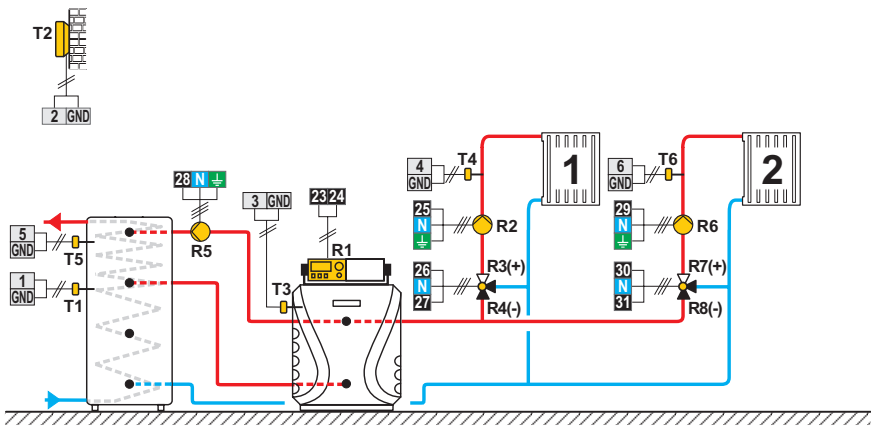 T2
2 GND
28 N
3 GND
23 24
4
GND
T4
1
6
GND
T6
2
5
GND
T5
R5
R1
25
N
R2
29
N
R6
1
GND
T1
T3
26
N
27
R3(+)
R4(-)
30
N
31
R7(+)
R8(-)